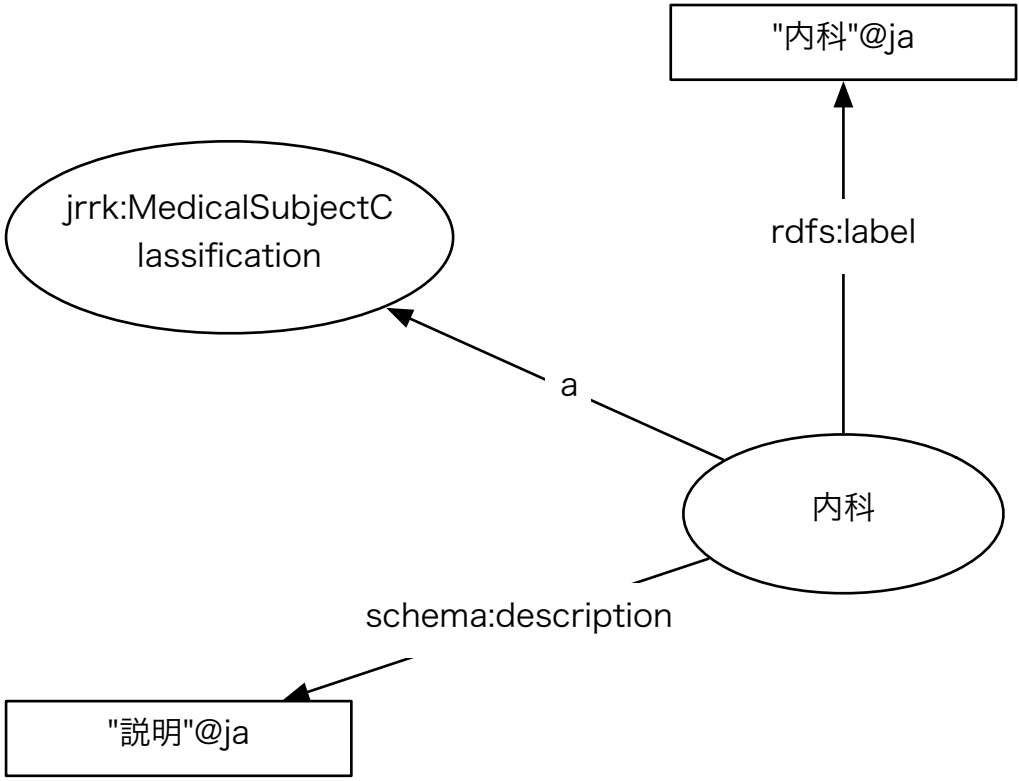 "内科"@ja
jrrk:MedicalSubjectC
lassification
rdfs:label
a
内科
schema:description
"説明"@ja